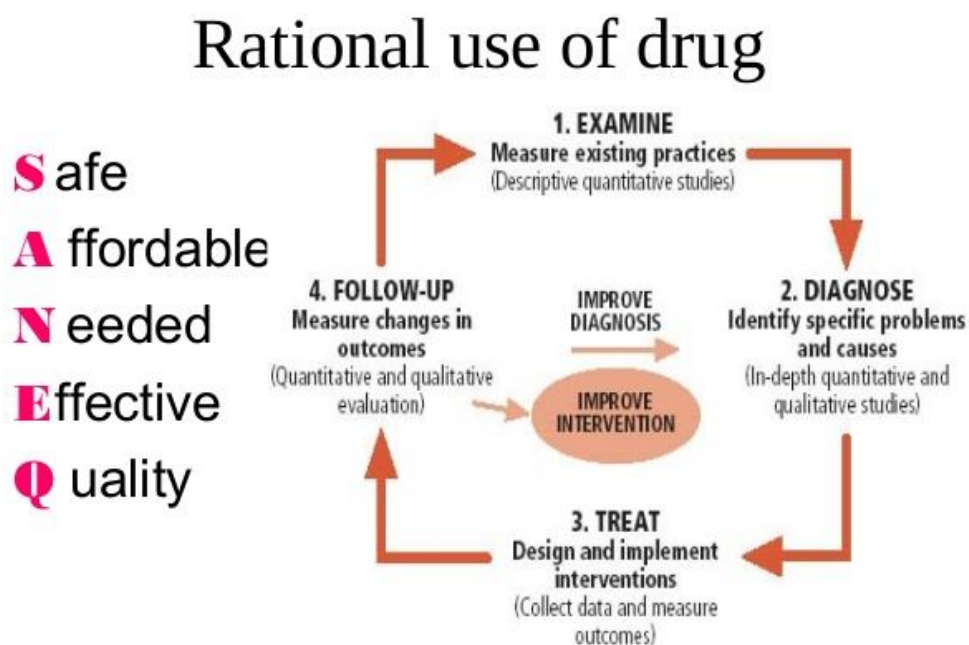 Rational use of drug
Safe
Affordable
Needed
Effective
Quality
1. EXAMINE
Measure existing practices
(Descriptive quantitative studies)
2. DIAGNOSE
Identify specific problems
and causes
(In-depth quantitative and
qualitative studies)
3. TREAT
Design and implement
interventions
(Collect data and measure
outcomes)
4. FOLLOW-UP
Measure changes in
outcomes
(Quantitative and qualitative
evaluation)
IMPROVE
DIAGNOSIS
IMPROVE
INTERVENTION